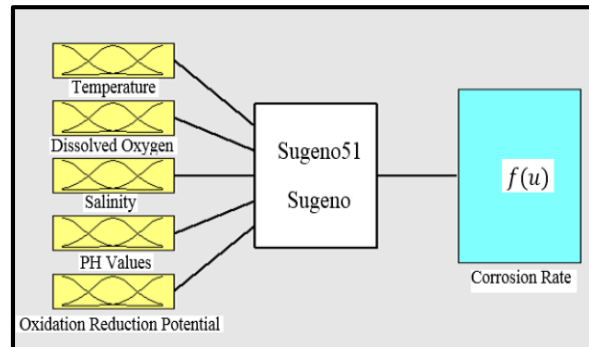 Temperature
Dissolved Oxygen
Salinity
PH Values
Oxidation Reduction Potential
Sugeno51
Sugeno
f(u)
Corrosion Rate